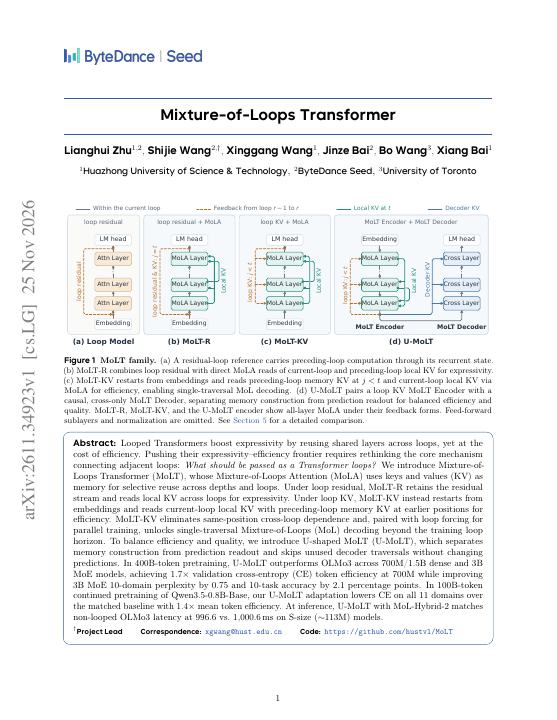 ByteDance | Seed
Mixture-of-Loops Transformer
Lianghui Zhu1,2, Shijie Wang2,†, Xinggang Wang1, Jinze Bai2, Bo Wang3, Xiang Bai1
1Huazhong University of Science & Technology, 2ByteDance Seed, 3University of Toronto
Within the current loop
Feedback from loop r − 1 to r
Local KV at t
Decoder KV
loop residual
LM head
Attn Layer
Attn Layer
Attn Layer
Embedding
loop residual
(a) Loop Model
loop residual + MoLA
LM head
MoLA Layer
MoLA Layer
MoLA Layer
Embedding
loop residual & KV j = t
Local KV
(b) MoLT-R
loop KV + MoLA
LM head
MoLA Layer
MoLA Layer
MoLA Layer
Embedding
loop KV j < t
Local KV
(c) MoLT-KV
MoLT Encoder + MoLT Decoder
Embedding
LM head
MoLA Layer
MoLA Layer
MoLA Layer
loop KV j < t
Local KV
Decoder KV
Cross Layer
Cross Layer
Cross Layer
MoLT Encoder
MoLT Decoder
(d) U-MoLT
Figure 1 MoLT family. (a) A residual-loop reference carries preceding-loop computation through its recurrent state.
(b) MoLT-R combines loop residual with direct MoLA reads of current-loop and preceding-loop local KV for expressivity.
(c) MoLT-KV restarts from embeddings and reads preceding-loop memory KV at j < t and current-loop local KV via
MoLA for efficiency, enabling single-traversal MoL decoding. (d) U-MoLT pairs a loop KV MoLT Encoder with a
causal, cross-only MoLT Decoder, separating memory construction from prediction readout for balanced efficiency and
quality. MoLT-R, MoLT-KV, and the U-MoLT encoder show all-layer MoLA under their feedback forms. Feed-forward
sublayers and normalization are omitted. See Section 5 for a detailed comparison.
Abstract: Looped Transformers boost expressivity by reusing shared layers across loops, yet at the
cost of efficiency. Pushing their expressivity–efficiency frontier requires rethinking the core mechanism
connecting adjacent loops: What should be passed as a Transformer loops? We introduce Mixture-of-
Loops Transformer (MoLT), whose Mixture-of-Loops Attention (MoLA) uses keys and values (KV) as
memory for selective reuse across depths and loops. Under loop residual, MoLT-R retains the residual
stream and reads local KV across loops for expressivity. Under loop KV, MoLT-KV instead restarts from
embeddings and reads current-loop local KV with preceding-loop memory KV at earlier positions for
efficiency. MoLT-KV eliminates same-position cross-loop dependence and, paired with loop forcing for
parallel training, unlocks single-traversal Mixture-of-Loops (MoL) decoding beyond the training loop
horizon. To balance efficiency and quality, we introduce U-shaped MoLT (U-MoLT), which separates
memory construction from prediction readout and skips unused decoder traversals without changing
predictions. In 400B-token pretraining, U-MoLT outperforms OLMo3 across 700M/1.5B dense and 3B
MoE models, achieving 1.7× validation cross-entropy (CE) token efficiency at 700M while improving
3B MoE 10-domain perplexity by 0.75 and 10-task accuracy by 2.1 percentage points. In 100B-token
continued pretraining of Qwen3.5-0.8B-Base, our U-MoLT adaptation lowers CE on all 11 domains over
the matched baseline with 1.4× mean token efficiency. At inference, U-MoLT with MoL-Hybrid-2 matches
non-looped OLMo3 latency at 996.6 vs. 1,000.6 ms on S-size (~113M) models.
†Project Lead Correspondence: xgwang@hust.edu.cn Code: https://github.com/hustvl/MoLT
arXiv:2611.34923v1 [cs.LG] 25 Nov 2026
1